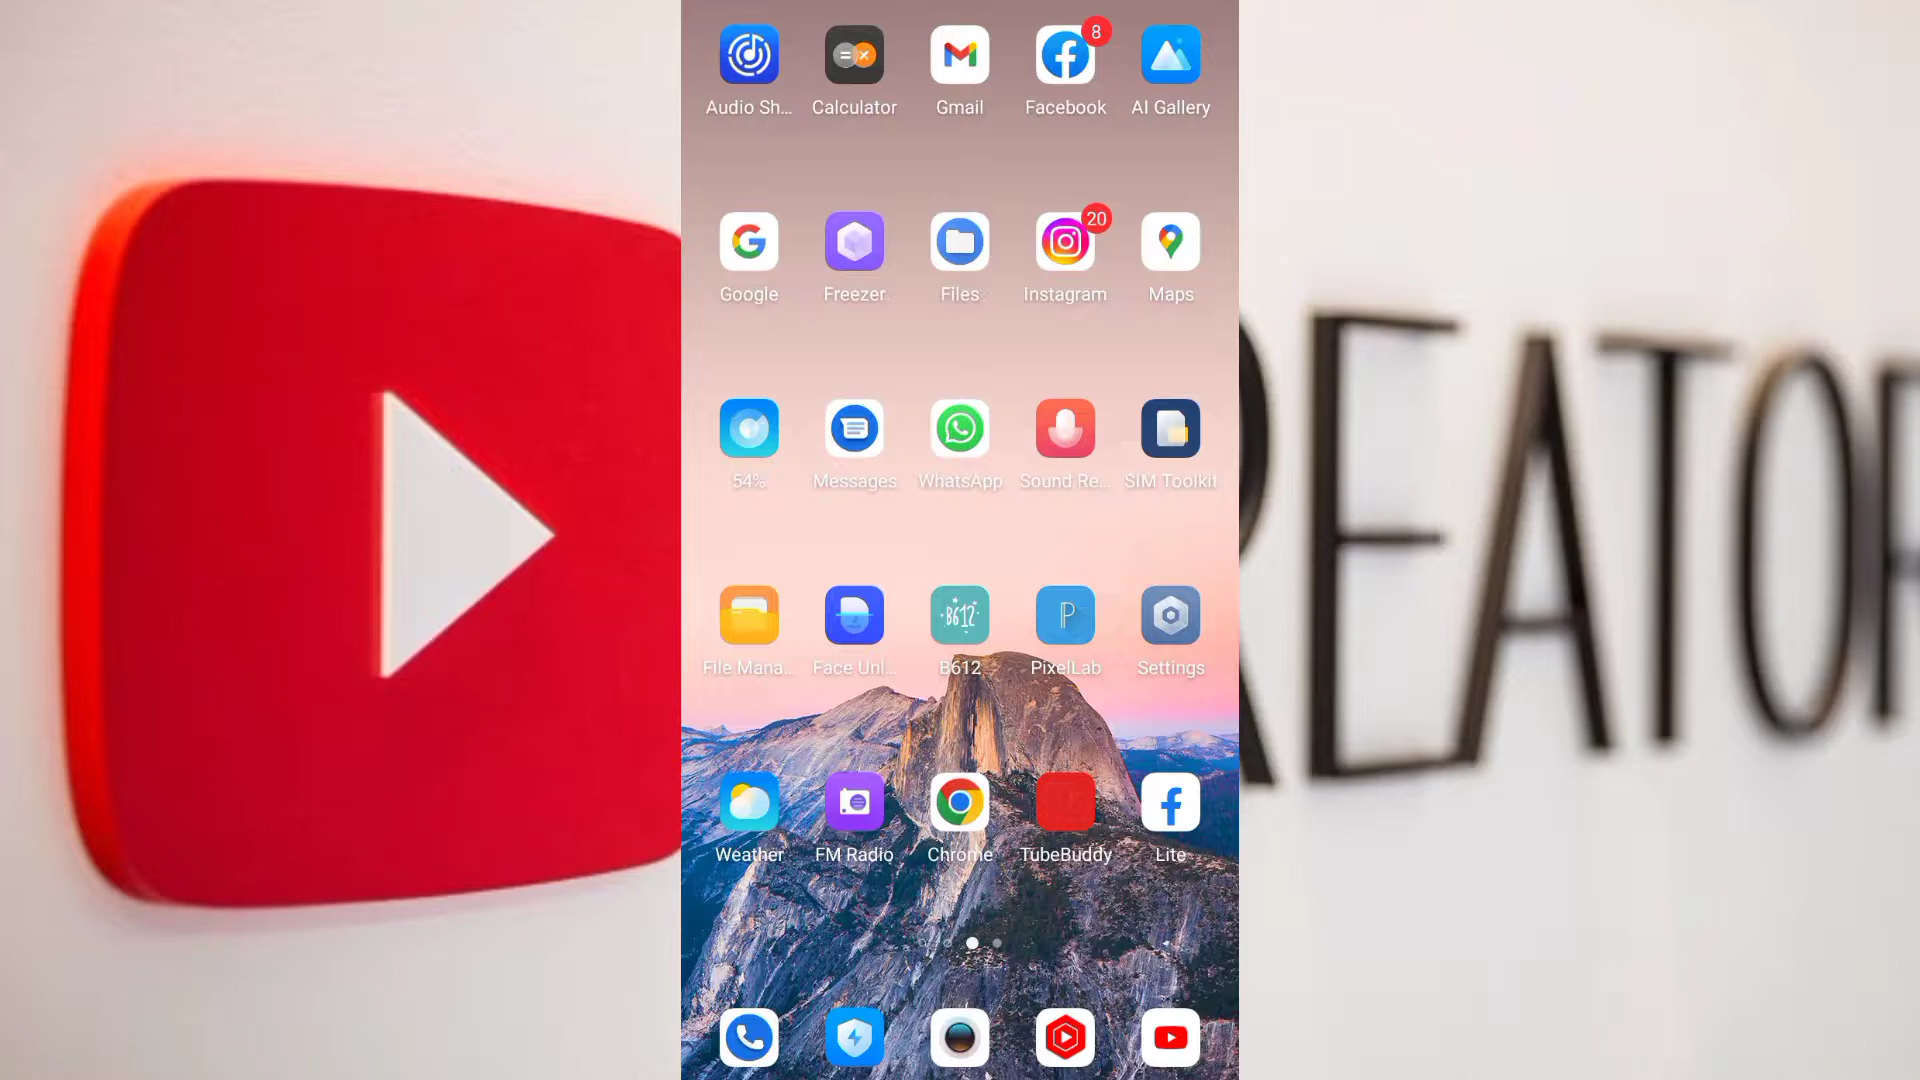 8
Audio Sh...
Calculator
Gmail
Facebook
AI Gallery
20
Google
Freezer
Files
Instagram
Maps
54%
Messages
WhatsApp
Sound Re...
SIM Toolkit
B612
P
File Mana...
Face Unl...
B612
PixelLab
Settings
Weather
FM Radio
Chrome
TubeBuddy
Lite
REATOR